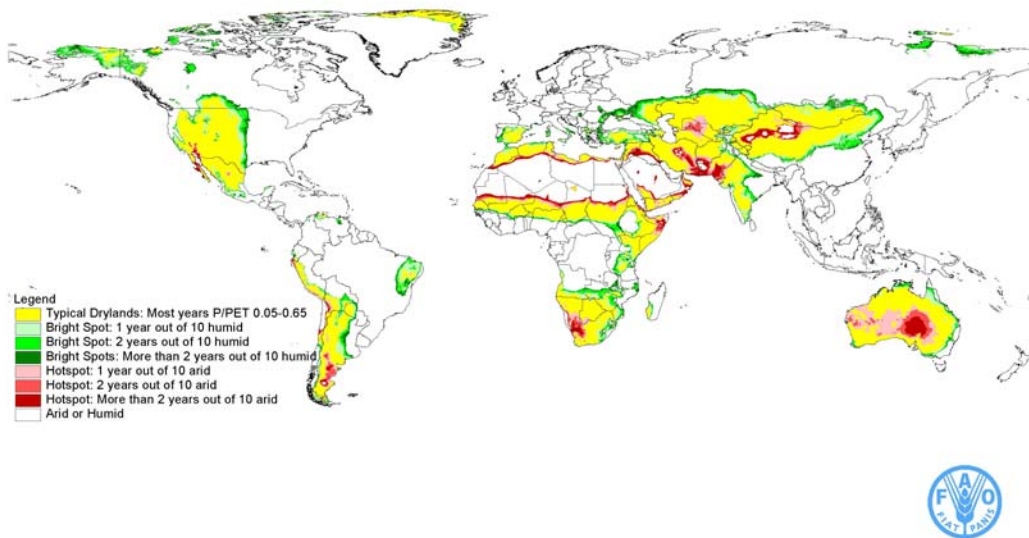 Legend
Typical Drylands: Most years P/PET 0.05-0.65
Bright Spot: 1 year out of 10 humid
Bright Spot: 2 years out of 10 humid
Bright Spots: More than 2 years out of 10 humid
Hotspot: 1 year out of 10 arid
Hotspot: 2 years out of 10 arid
Hotspot: More than 2 years out of 10 arid
Arid or Humid
F A O
FIAT PANIS